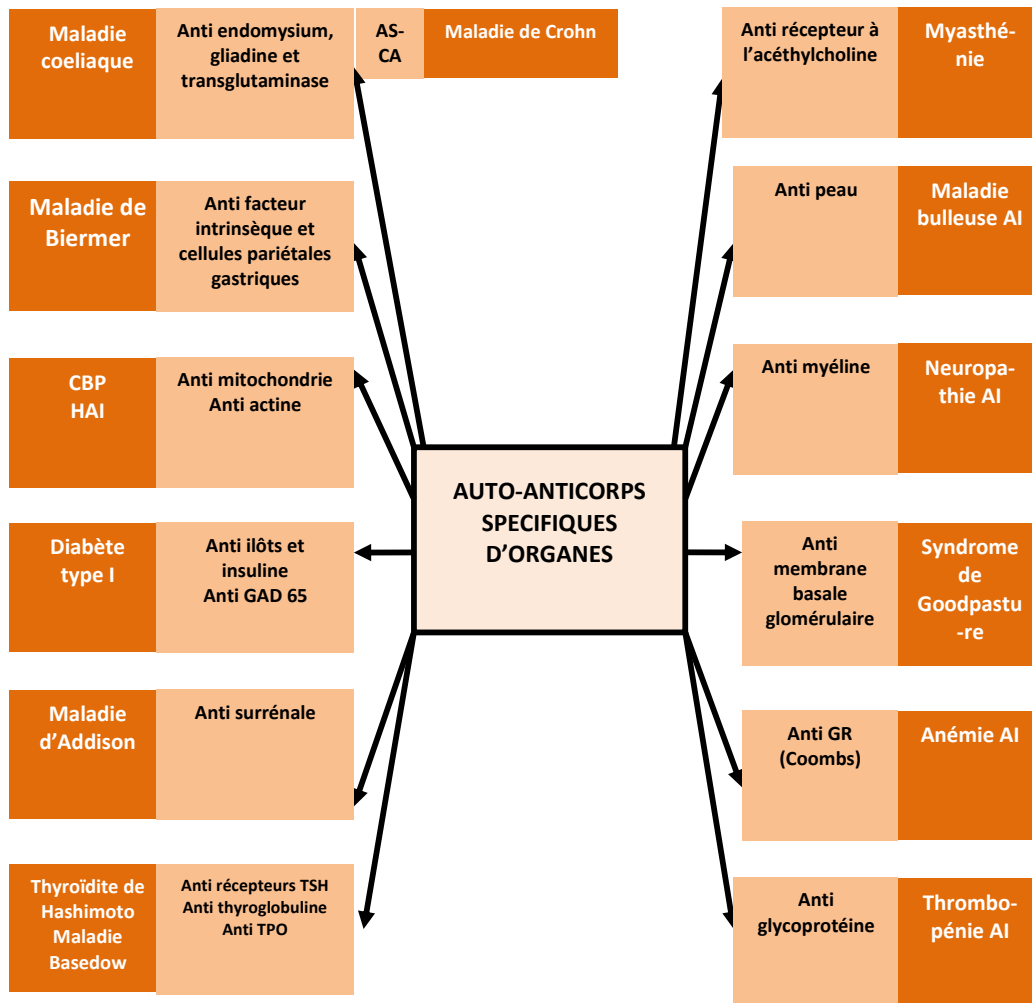 Maladie
coeliaque
Anti endomysium,
gliadine et
transglutaminase
AS-
CA
Maladie de Crohn
Anti récepteur à
l'acéthylcholine
Myasthé-
nie
Maladie de
Biermer
Anti facteur
intrinsèque et
cellules pariétales
gastriques
Anti peau
Maladie
bulleuse AI
CBP
HAI
Anti mitochondrie
Anti actine
Anti myéline
Neuropa-
thie AI
AUTO-ANTICORPS
SPECIFIQUES
D'ORGANES
Diabète
type I
Anti ilôts et
insuline
Anti GAD 65
Anti
membrane
basale
glomérulaire
Syndrome
de
Goodpastu
-re
Maladie
d'Addison
Anti surrénale
Anti GR
(Coombs)
Anémie AI
Thyroïdite de
Hashimoto
Maladie
Basedow
Anti récepteurs TSH
Anti thyroglobuline
Anti TPO
Anti
glycoprotéine
Thrombo-
pénie AI